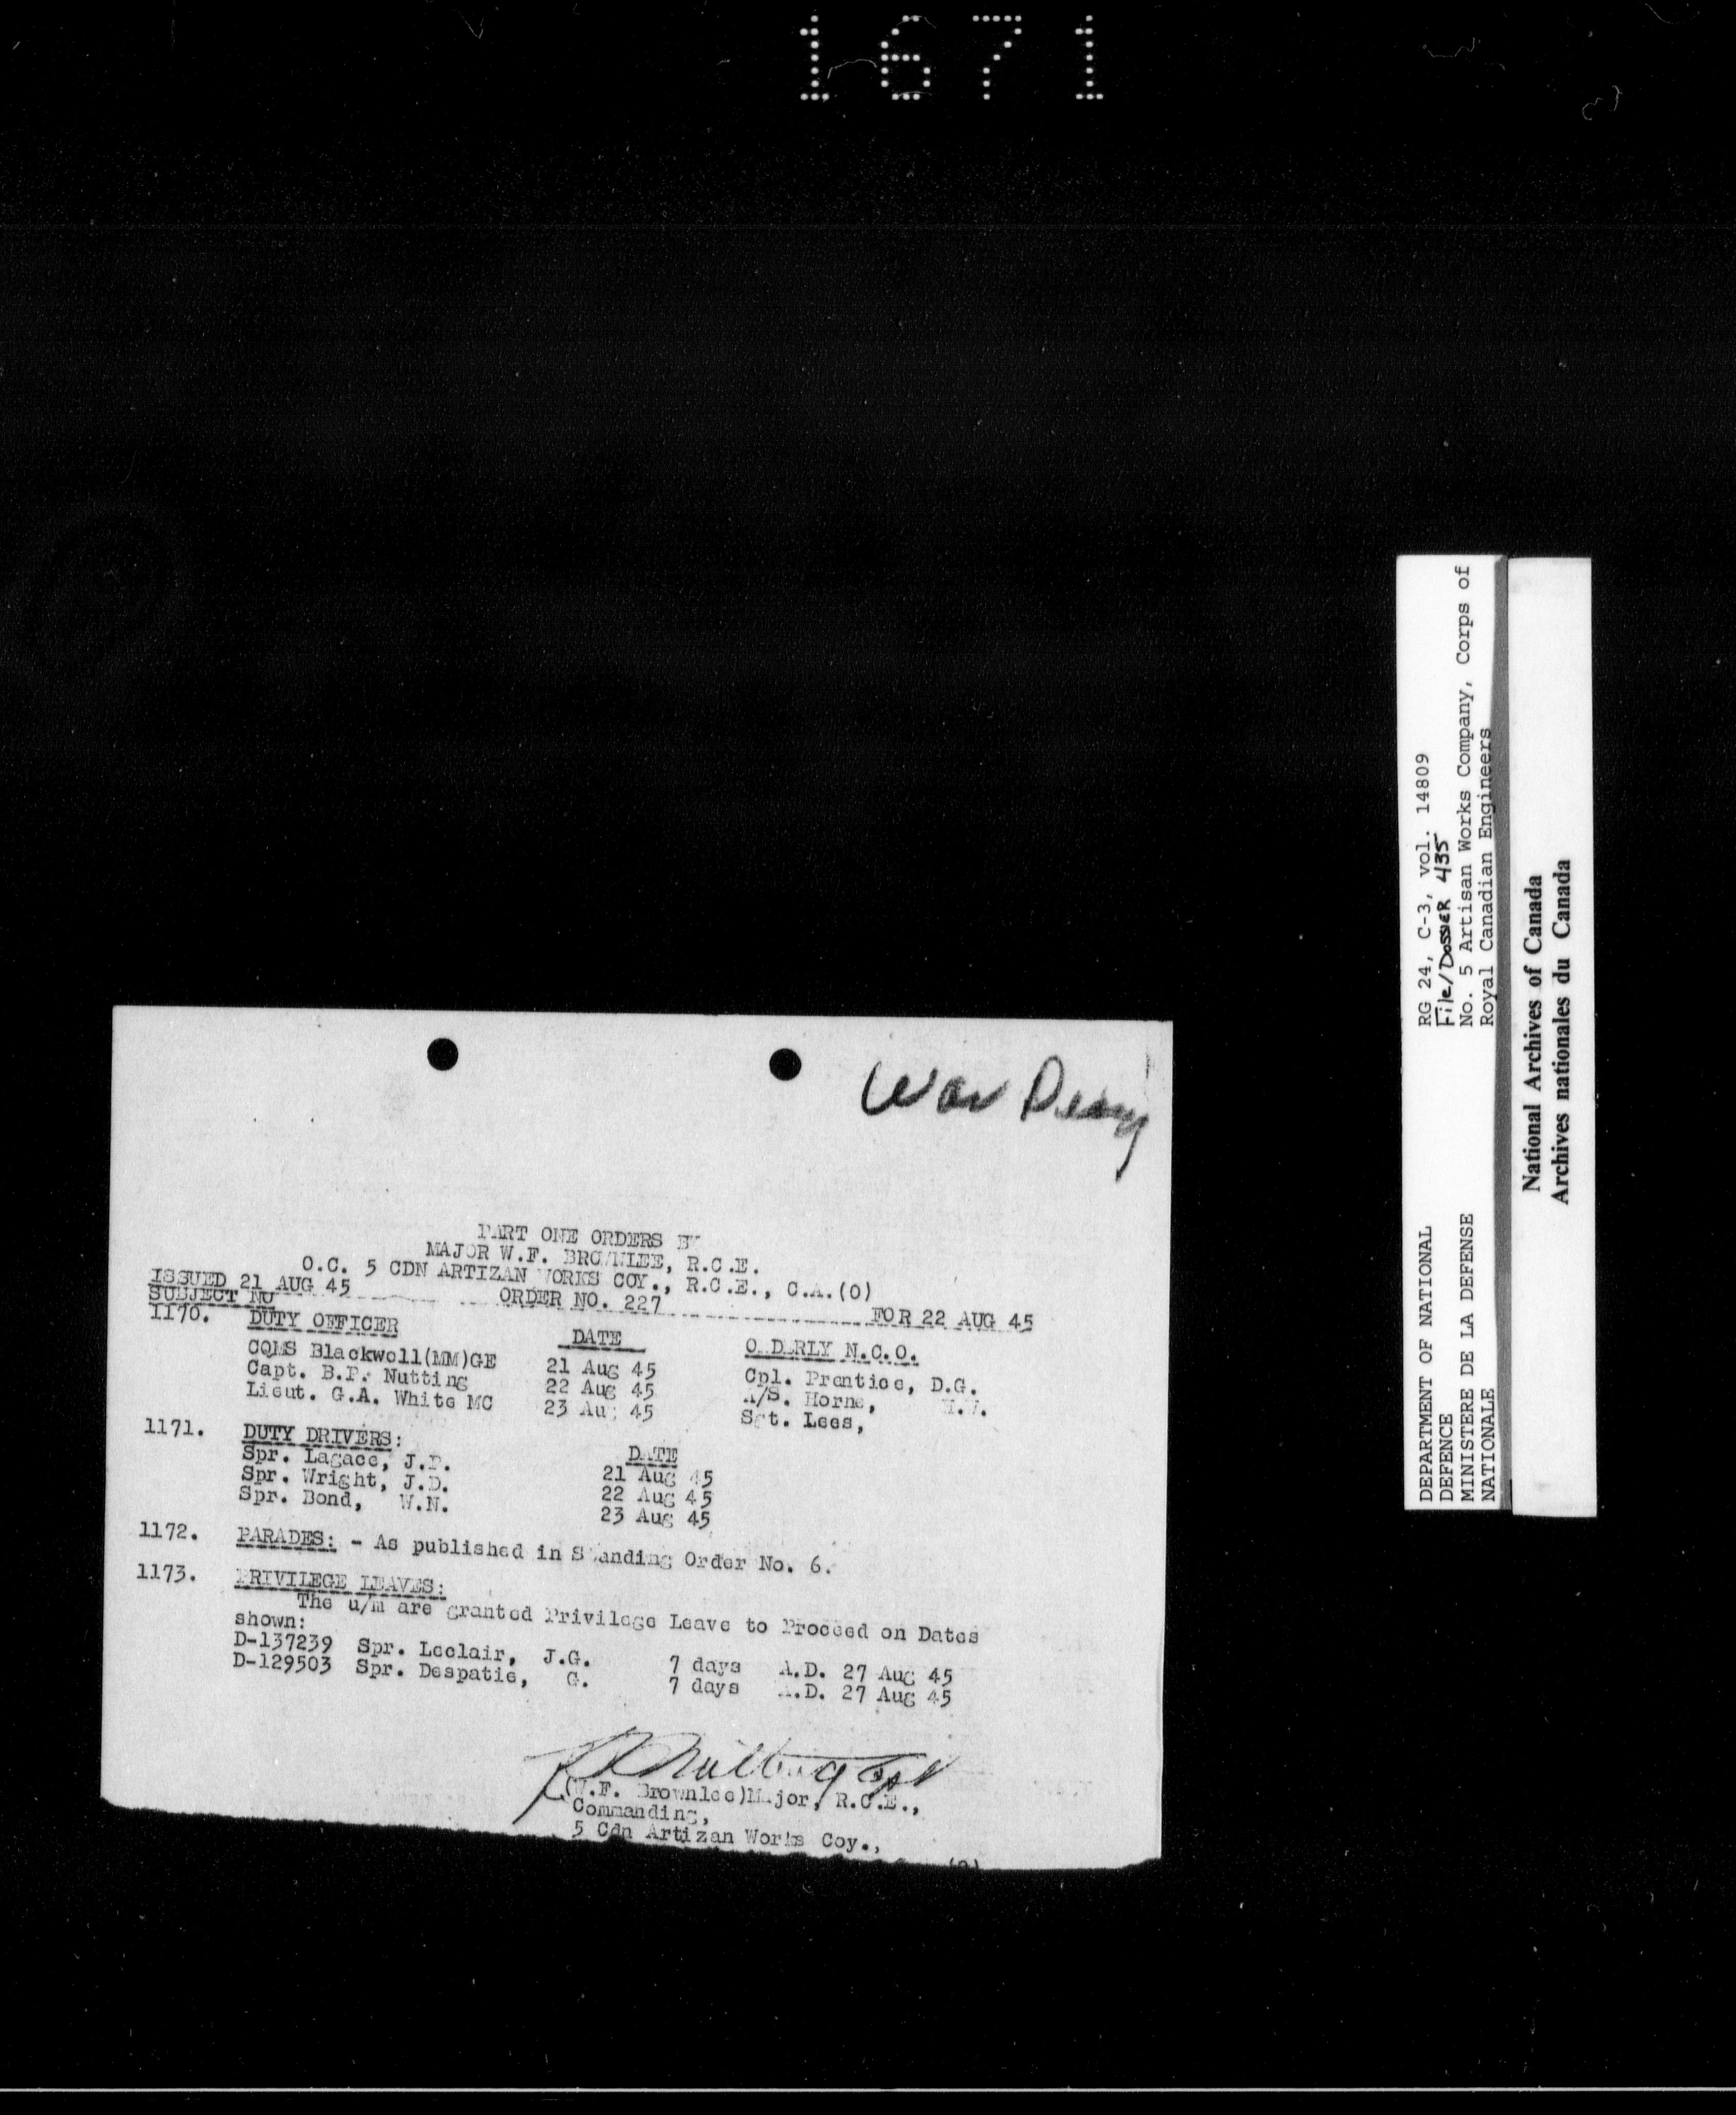 1671
War Diary
PART ONE ORDERS BY
MAJOR W.F. BROWNLEE, R.C.E.
O.C. 5 CDN ARTIZAN WORKS COY., R.C.E., C.A.(O)
ISSUED 21 AUG 45 ORDER NO. 227 FOR 22 AUG 45
SUBJECT NO
1170. DUTY OFFICER DATE ORDERLY N.C.O.
CQMS Blackwell(MM)GE 21 Aug 45 Cpl. Prentice, D.G.
Capt. B.P. Nutting 22 Aug 45 A/S. Horne,
Lieut. G.A. White MC 23 Aug 45 Sgt. Lees,
1171. DUTY DRIVERS: DATE
Spr. Lagace, J.P. 21 Aug 45
Spr. Wright, J.D. 22 Aug 45
Spr. Bond, W.N. 23 Aug 45
1172. PARADES: - As published in Standing Order No. 6.
1173. PRIVILEGE LEAVES:
The u/m are granted Privilege Leave to Proceed on Dates
shown:
D-137239 Spr. Leclair, J.G. 7 days A.D. 27 Aug 45
D-129503 Spr. Despatie, G. 7 days A.D. 27 Aug 45
Nutting Capt
(W.F. Brownlee)Major, R.C.E.,
Commanding,
5 Cdn Artizan Works Coy.,
DEPARTMENT OF NATIONAL
DEFENCE
MINISTERE DE LA DEFENSE
NATIONALE
RG 24, C-3, vol. 14809
File/DOSSIER 435
No. 5 Artisan Works Company, Corps of
Royal Canadian Engineers
National Archives of Canada
Archives nationales du Canada